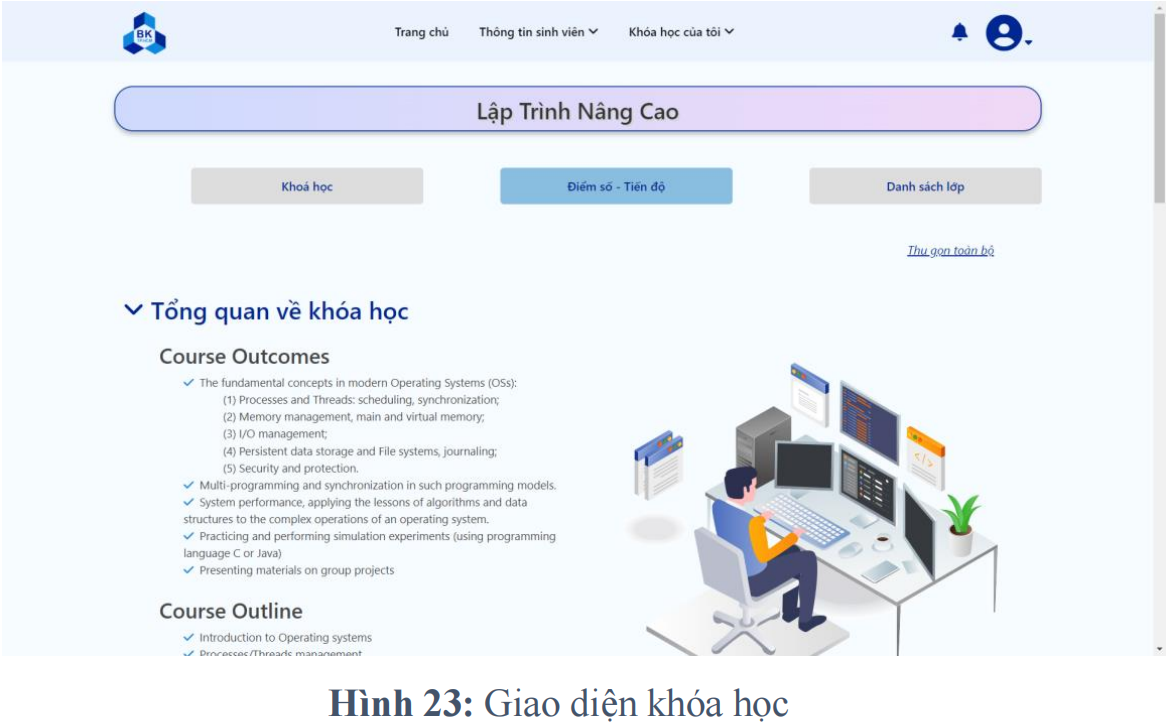 BK
Trang chủ Thông tin sinh viên Khóa học của tôi
Lập Trình Nâng Cao
Khoá học Điểm số - Tiến độ Danh sách lớp
Thu gọn toàn bộ
Tổng quan về khóa học
Course Outcomes
The fundamental concepts in modern Operating Systems (OSs):
(1) Processes and Threads: scheduling, synchronization;
(2) Memory management, main and virtual memory;
(3) I/O management;
(4) Persistent data storage and File systems, journaling;
(5) Security and protection.
Multi-programming and synchronization in such programming models.
System performance, applying the lessons of algorithms and data
structures to the complex operations of an operating system.
Practicing and performing simulation experiments (using programming
language C or Java)
Presenting materials on group projects
Course Outline
Introduction to Operating systems
Processes/Threads management
</> 
Hình 23: Giao diện khóa học